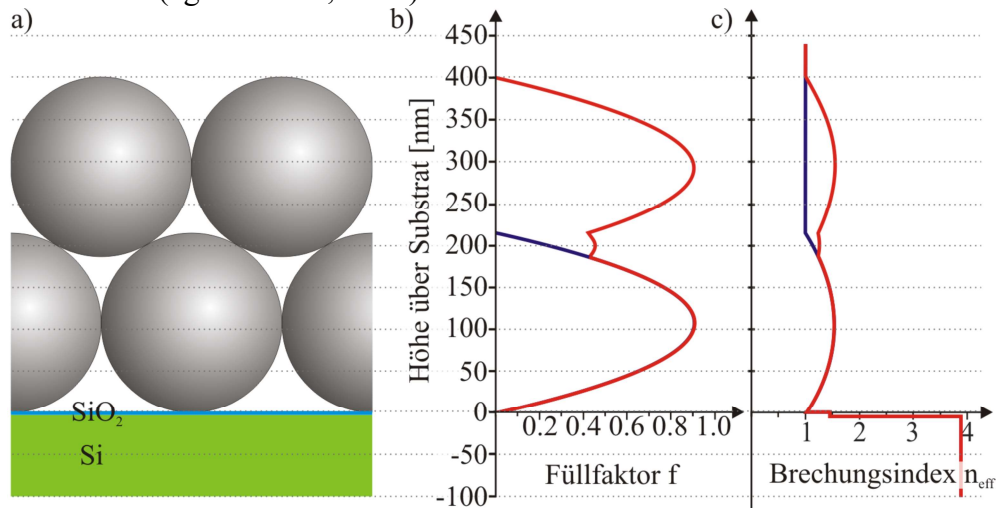 a)
b)
c)
Höhe über Substrat [nm]
450
400
350
300
250
200
150
100
50
0
-50
-100
0.2 0.4 0.6 0.8 1.0
Füllfaktor f
1 2 3 4
Brechungsindex n_eff
SiO₂
Si